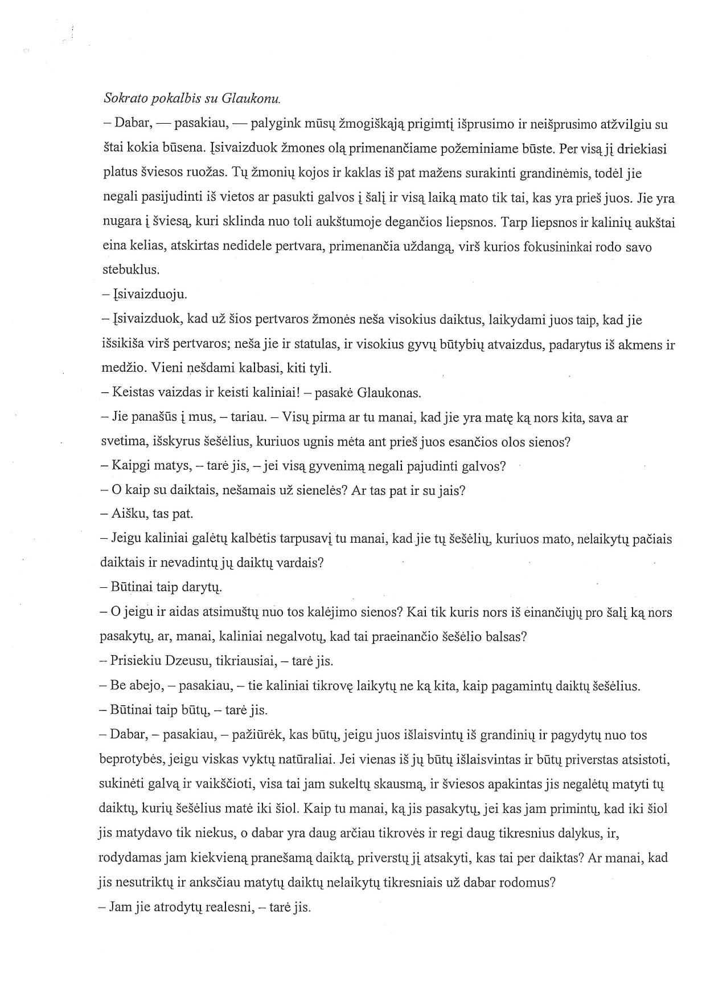 Sokrato pokalbis su Glaukonu.
– Dabar, — pasakiau, — palygink mūsų žmogiškąją prigimtį išprusimo ir neišprusimo atžvilgiu su
štai kokia būsena. Įsivaizduok žmones olą primenančiame požeminiame būste. Per visą jį driekiasi
platus šviesos ruožas. Tų žmonių kojos ir kaklas iš pat mažens surakinti grandinėmis, todėl jie
negali pasijudinti iš vietos ar pasukti galvos į šalį ir visą laiką mato tik tai, kas yra prieš juos. Jie yra
nugara į šviesą, kuri sklinda nuo toli aukštumoje degančios liepsnos. Tarp liepsnos ir kalinių aukštai
eina kelias, atskirtas nedidele pertvara, primenančia uždangą, virš kurios fokusininkai rodo savo
stebuklus.
– Įsivaizduoju.
– Įsivaizduok, kad už šios pertvaros žmonės neša visokius daiktus, laikydami juos taip, kad jie
išsikiša virš pertvaros; neša jie ir statulas, ir visokius gyvų būtybių atvaizdus, padarytus iš akmens ir
medžio. Vieni nešdami kalbasi, kiti tyli.
– Keistas vaizdas ir keisti kaliniai! – pasakė Glaukonas.
– Jie panašūs į mus, – tariau. – Visų pirma ar tu manai, kad jie yra matę ką nors kita, sava ar
svetima, išskyrus šešėlius, kuriuos ugnis mėta ant prieš juos esančios olos sienos?
– Kaipgi matys, – tarė jis, – jei visą gyvenimą negali pajudinti galvos?
– O kaip su daiktais, nešamais už sienelės? Ar tas pat ir su jais?
– Aišku, tas pat.
– Jeigu kaliniai galėtų kalbėtis tarpusavį tu manai, kad jie tų šešėlių, kuriuos mato, nelaikytų pačiais
daiktais ir nevadintų jų daiktų vardais?
– Būtinai taip darytų.
– O jeigu ir aidas atsimuštų nuo tos kalėjimo sienos? Kai tik kuris nors iš einančiųjų pro šalį ką nors
pasakytų, ar, manai, kaliniai negalvotų, kad tai praeinančio šešėlio balsas?
– Prisiekiu Dzeusu, tikriausiai, – tarė jis.
– Be abejo, – pasakiau, – tie kaliniai tikrovę laikytų ne ką kita, kaip pagamintų daiktų šešėlius.
– Būtinai taip būtų, – tarė jis.
– Dabar, – pasakiau, – pažiūrėk, kas būtų, jeigu juos išlaisvintų iš grandinių ir pagydytų nuo tos
beprotybės, jeigu viskas vyktų natūraliai. Jei vienas iš jų būtų išlaisvintas ir būtų priverstas atsistoti,
sukinėti galvą ir vaikščioti, visa tai jam sukeltų skausmą, ir šviesos apakintas jis negalėtų matyti tų
daiktų, kurių šešėlius matė iki šiol. Kaip tu manai, ką jis pasakytų, jei kas jam primintų, kad iki šiol
jis matydavo tik niekus, o dabar yra daug arčiau tikrovės ir regi daug tikresnius dalykus, ir,
rodydamas jam kiekvieną pranešamą daiktą, priverstų jį atsakyti, kas tai per daiktas? Ar manai, kad
jis nesutriktų ir anksčiau matytų daiktų nelaikytų tikresniais už dabar rodomus?
– Jam jie atrodytų realesni, – tarė jis.